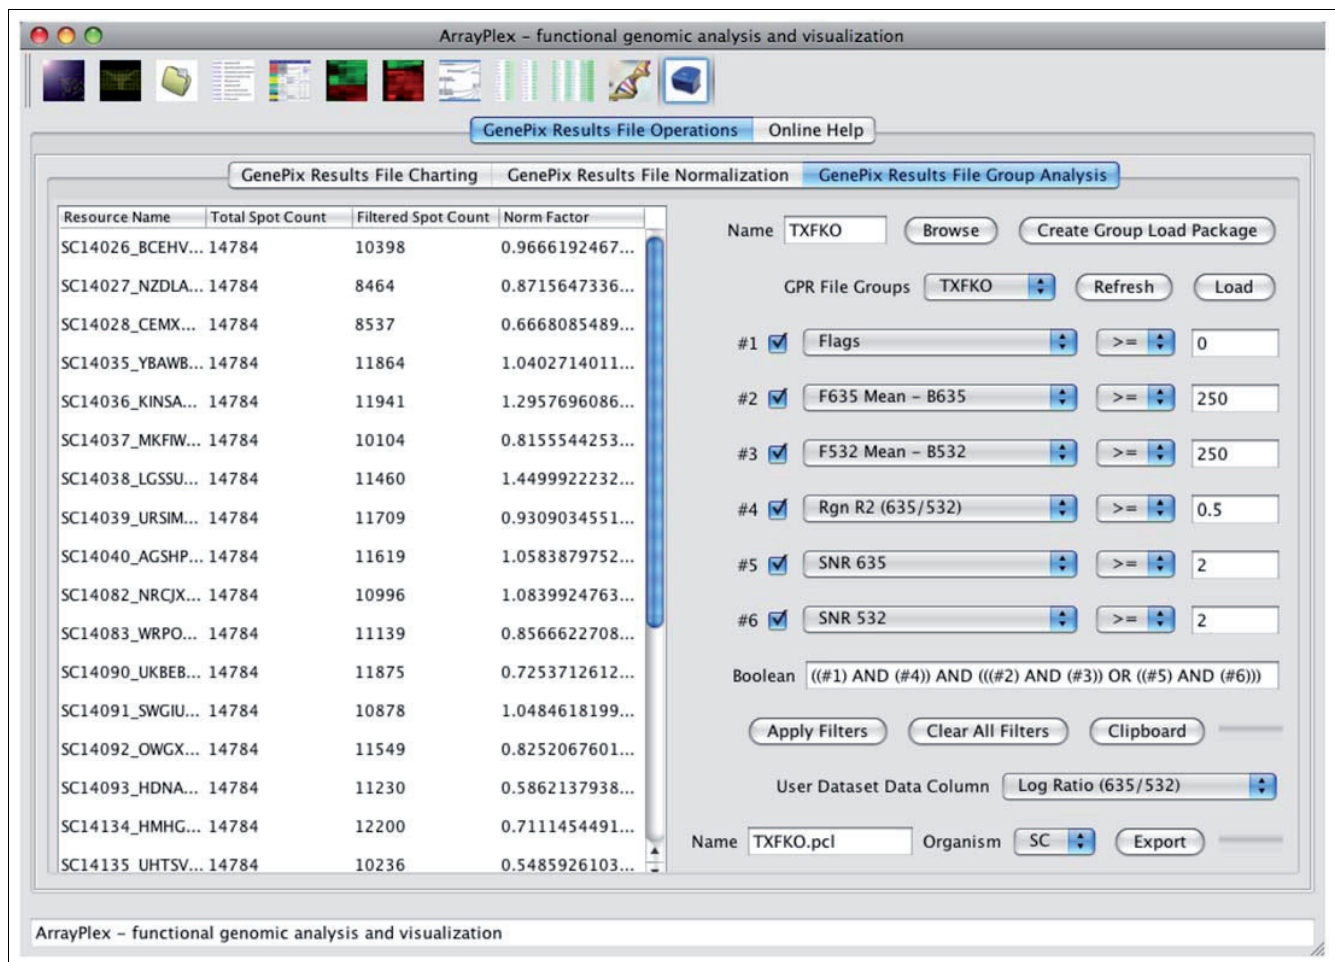 ArrayPlex – functional genomic analysis and visualization
GenePix Results File Operations Online Help
GenePix Results File Charting GenePix Results File Normalization GenePix Results File Group Analysis
Resource Name Total Spot Count Filtered Spot Count Norm Factor
SC14026_BCEHV... 14784 10398 0.9666192467...
SC14027_NZDLA... 14784 8464 0.8715647336...
SC14028_CEMX... 14784 8537 0.6668085489...
SC14035_YBAWB... 14784 11864 1.0402714011...
SC14036_KINSA... 14784 11941 1.2957696086...
SC14037_MKFIW... 14784 10104 0.8155544253...
SC14038_LGSSU... 14784 11460 1.4499922232...
SC14039_URSIM... 14784 11709 0.9309034551...
SC14040_AGSHP... 14784 11619 1.0583879752...
SC14082_NRCJX... 14784 10996 1.0839924763...
SC14083_WRPO... 14784 11139 0.8566622708...
SC14090_UKBEB... 14784 11875 0.7253712612...
SC14091_SWGIU... 14784 10878 1.0484618199...
SC14092_OWGX... 14784 11549 0.8252067601...
SC14093_HDNA... 14784 11230 0.5862137938...
SC14134_HMHG... 14784 12200 0.7111454491...
SC14135_UHTSV... 14784 10236 0.5485926103...
Name TXFKO Browse Create Group Load Package
GPR File Groups TXFKO Refresh Load
#1 Flags >= 0
#2 F635 Mean – B635 >= 250
#3 F532 Mean – B532 >= 250
#4 Rgn R2 (635/532) >= 0.5
#5 SNR 635 >= 2
#6 SNR 532 >= 2
Boolean ((#1) AND (#4)) AND (((#2) AND (#3)) OR ((#5) AND (#6)))
Apply Filters Clear All Filters Clipboard
User Dataset Data Column Log Ratio (635/532)
Name TXFKO.pcl Organism SC Export
ArrayPlex – functional genomic analysis and visualization